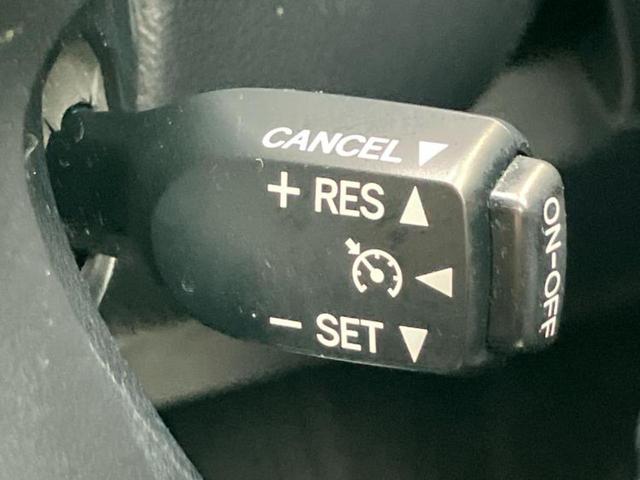 CANCEL ▼
+ RES ▲
◀
− SET ▼
ON-OFF